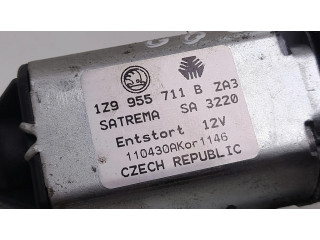 1Z9 955 711 B ZA3
SATREMA SA 3220
Entstort 12V
110430AKor1146
CZECH REPUBLIC